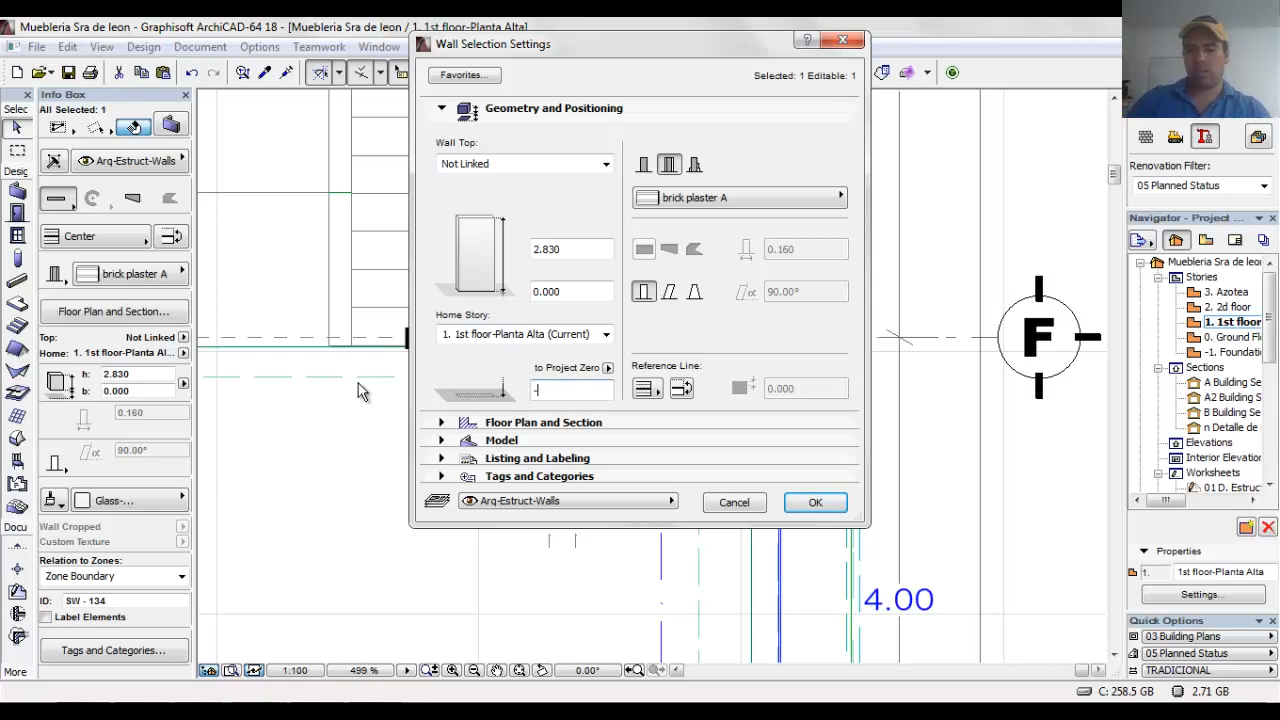 Muebleria Sra de leon - Graphisoft ArchiCAD-64 18 - [Muebleria Sra de leon / 1. 1st floor-Planta Alta]
File Edit View Design Document Options Teamwork Window
Wall Selection Settings
Favorites...
Selected: 1 Editable: 1
Geometry and Positioning
Wall Top:
Not Linked
brick plaster A
2.830
0.160
0.000
90.00°
Home Story:
1. 1st floor-Planta Alta (Current)
to Project Zero
Reference Line:
-
0.000
Floor Plan and Section
Model
Listing and Labeling
Tags and Categories
Arq-Estruct-Walls
Cancel
OK
Selec
Desig
Docu
More
Info Box
All Selected: 1
Arq-Estruct-Walls
Center
brick plaster A
Floor Plan and Section...
Top: Not Linked
Home: 1. 1st floor-Planta Al...
h: 2.830
b: 0.000
0.160
90.00°
Glass-...
Wall Cropped
Custom Texture
Relation to Zones:
Zone Boundary
ID: SW - 134
Label Elements
Tags and Categories...
F
4.00
1:100
499 %
0.00°
Renovation Filter:
05 Planned Status
Navigator - Project ...
Muebleria Sra de leon
Stories
3. Azotea
2. 2d floor
1. 1st floor
0. Ground Fl
-1. Foundati
Sections
A Building Se
A2 Building S
B Building Se
n Detalle de
Elevations
Interior Elevation
Worksheets
01 D. Estruc
Properties
1. 1st floor-Planta Alta
Settings...
Quick Options
03 Building Plans
05 Planned Status
TRADICIONAL
C: 258.5 GB
2.71 GB